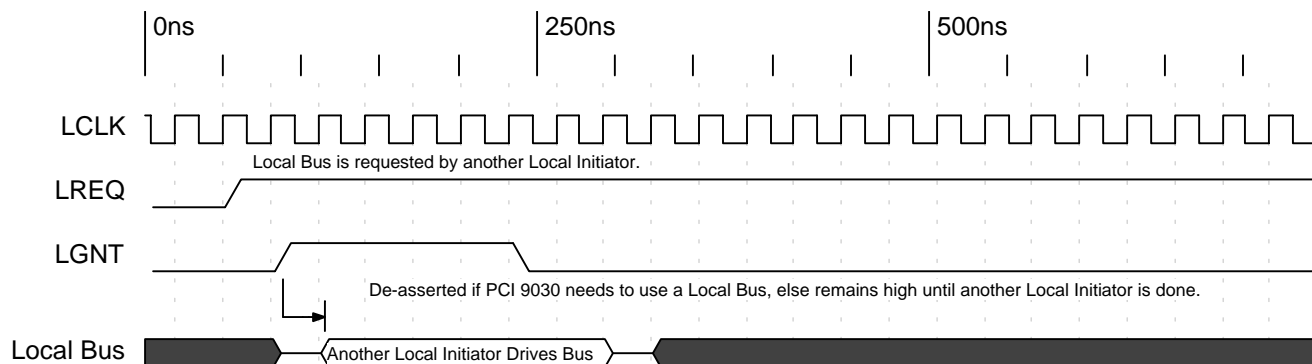 0ns
250ns
500ns
LCLK
Local Bus is requested by another Local Initiator.
LREQ
LGNT
De-asserted if PCI 9030 needs to use a Local Bus, else remains high until another Local Initiator is done.
Local Bus
Another Local Initiator Drives Bus